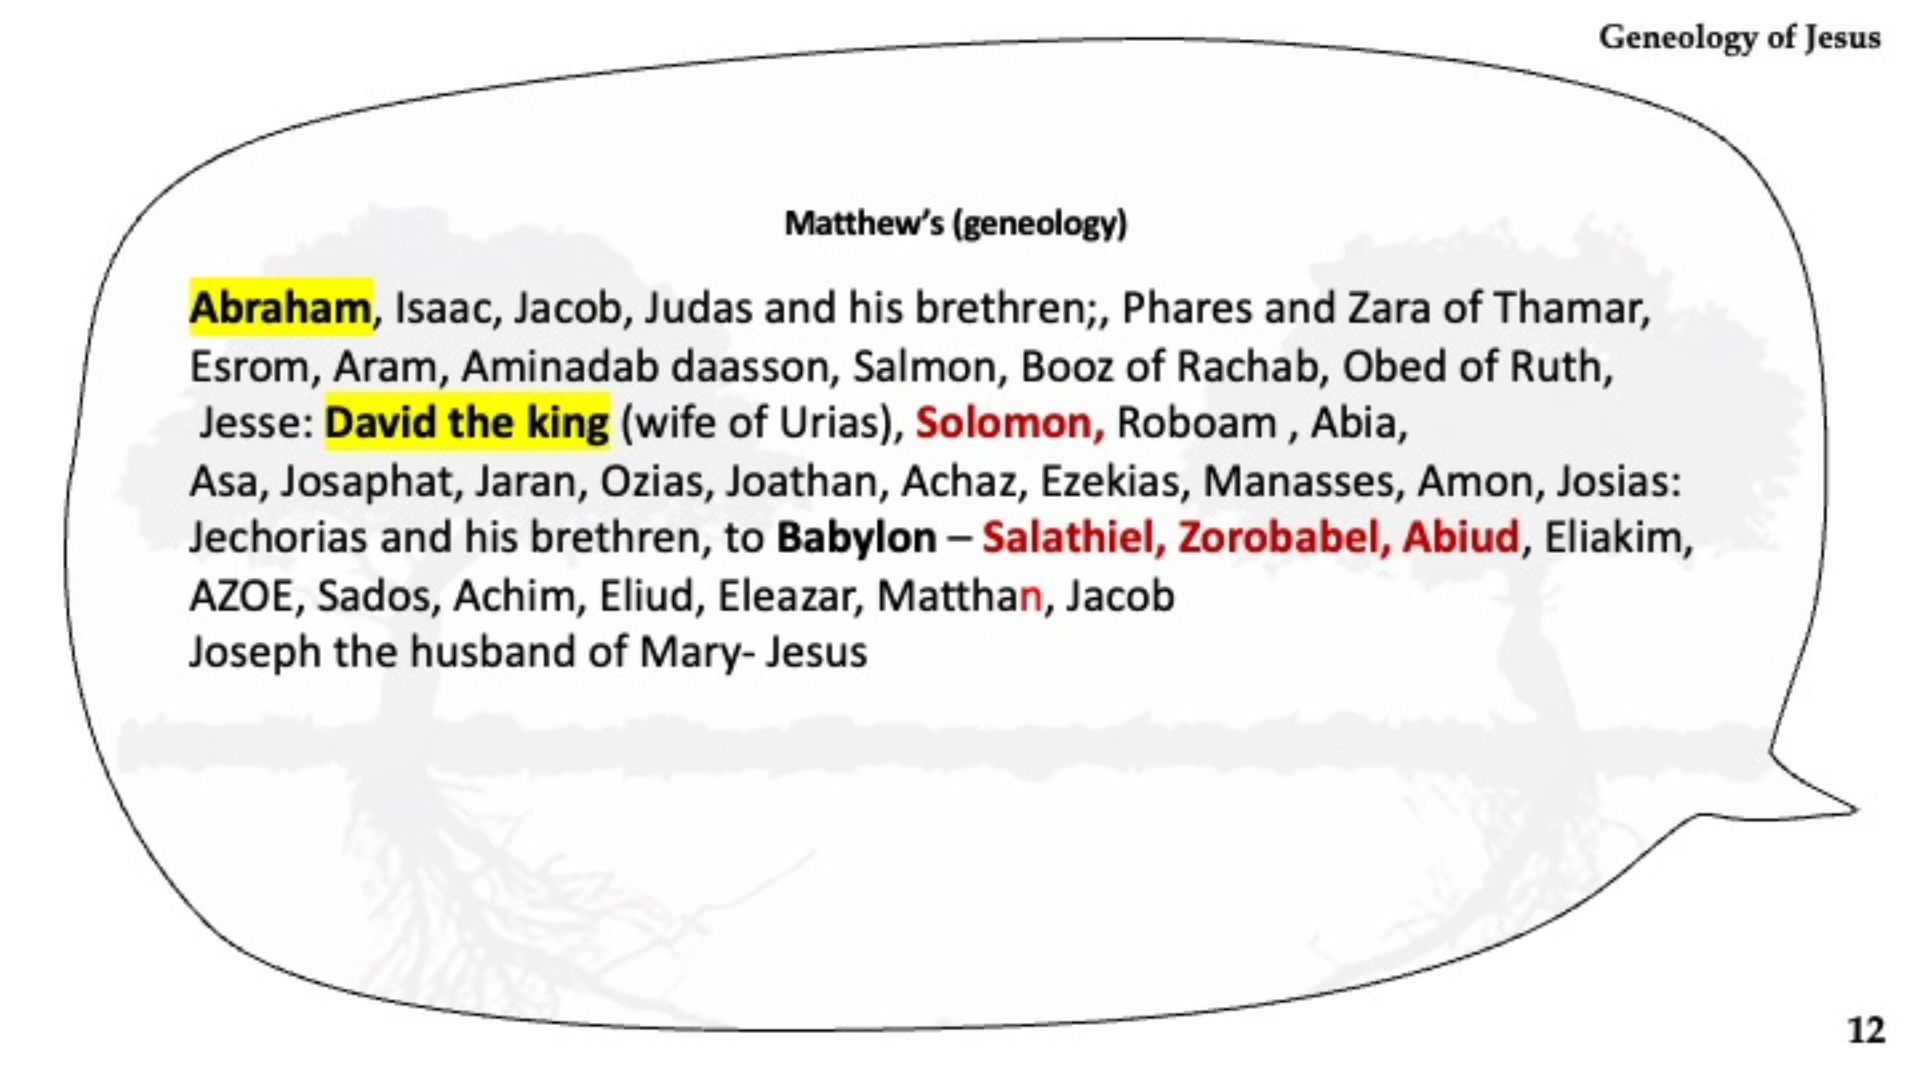 Geneology of Jesus
Matthew's (geneology)
Abraham, Isaac, Jacob, Judas and his brethren;, Phares and Zara of Thamar,
Esrom, Aram, Aminadab daasson, Salmon, Booz of Rachab, Obed of Ruth,
Jesse: David the king (wife of Urias), Solomon, Roboam , Abia,
Asa, Josaphat, Jaran, Ozias, Joathan, Achaz, Ezekias, Manasses, Amon, Josias:
Jechorias and his brethren, to Babylon – Salathiel, Zorobabel, Abiud, Eliakim,
AZOE, Sados, Achim, Eliud, Eleazar, Matthan, Jacob
Joseph the husband of Mary- Jesus
12